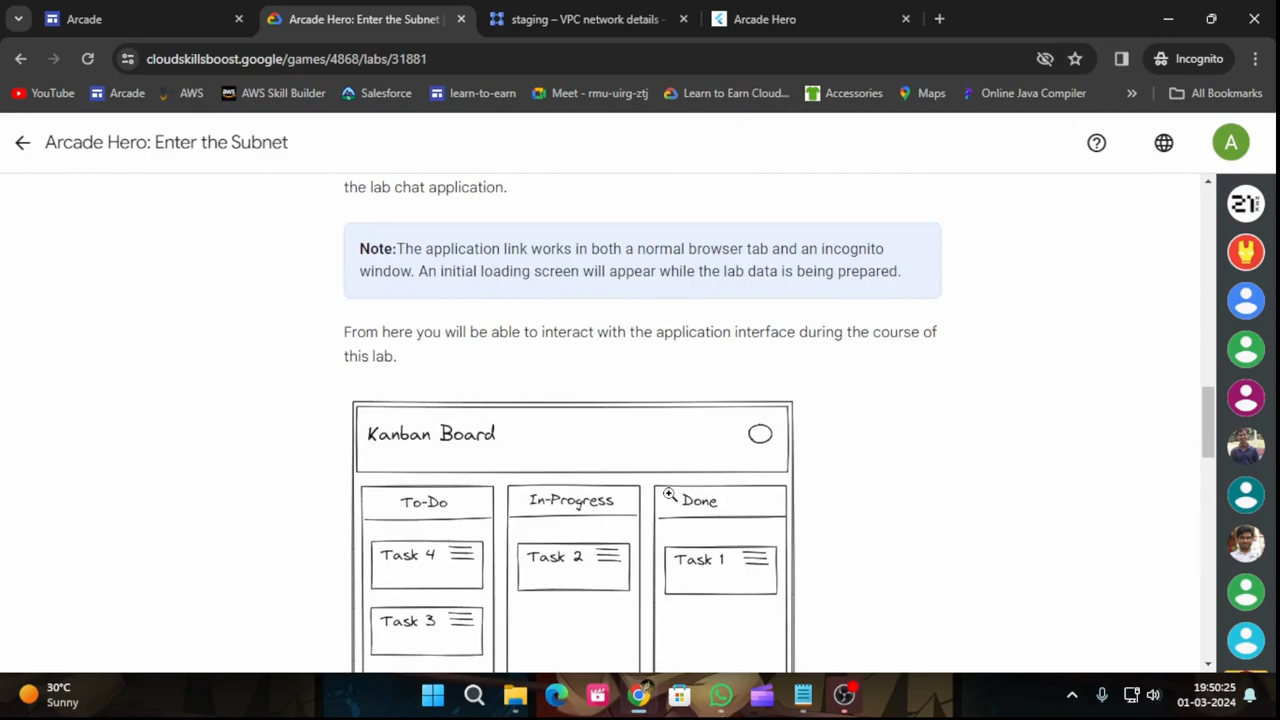 Arcade
Arcade Hero: Enter the Subnet
staging – VPC network details –
Arcade Hero
cloudskillsboost.google/games/4868/labs/31881
Incognito
YouTube
Arcade
AWS
AWS Skill Builder
Salesforce
learn-to-earn
Meet - rmu-uirg-ztj
Learn to Earn Cloud...
Accessories
Maps
Online Java Compiler
»
All Bookmarks
Arcade Hero: Enter the Subnet
A
the lab chat application.
Note:The application link works in both a normal browser tab and an incognito
window. An initial loading screen will appear while the lab data is being prepared.
From here you will be able to interact with the application interface during the course of
this lab.
Kanban Board
To-Do
In-Progress
Done
Task 4
Task 2
Task 1
Task 3
21
30°C
Sunny
19:50:25
01-03-2024